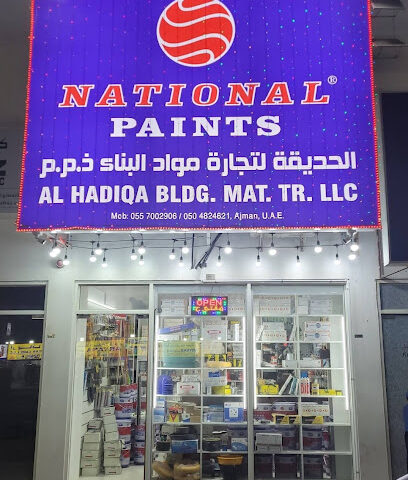 NATIONAL®
PAINTS
الحديقة لتجارة مواد البناء ذ.م.م
AL HADIQA BLDG. MAT. TR. LLC
Mob: 055 7002906 / 050 4824621, Ajman, U.A.E.
OPEN